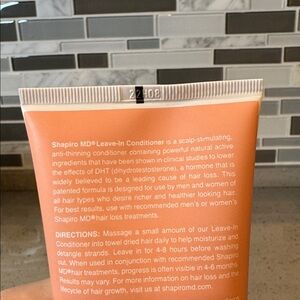 Shapiro MD® Leave-In Conditioner is a scalp-stimulating,
anti-thinning conditioner containing powerful natural active
ingredients that have been shown in clinical studies to lower
the effects of DHT (dihydrotestosterone), a hormone that is
widely believed to be a leading cause of hair loss. This
patented formula is designed for use by men and women of
all hair types who desire richer and healthier looking hair.
For best results, use with recommended men's or women's
Shapiro MD® hair loss treatments.
DIRECTIONS: Massage a small amount of our Leave-In
Conditioner into towel dried hair daily to help moisturize and
detangle strands. Leave in for 4-8 hours before washing
out. When used in conjunction with recommended Shapiro
MD® hair treatments, progress is often visible in 4-6 months.
Results may vary. For more information on hair loss and the
lifecycle of hair growth, visit us at shapiromd.com.